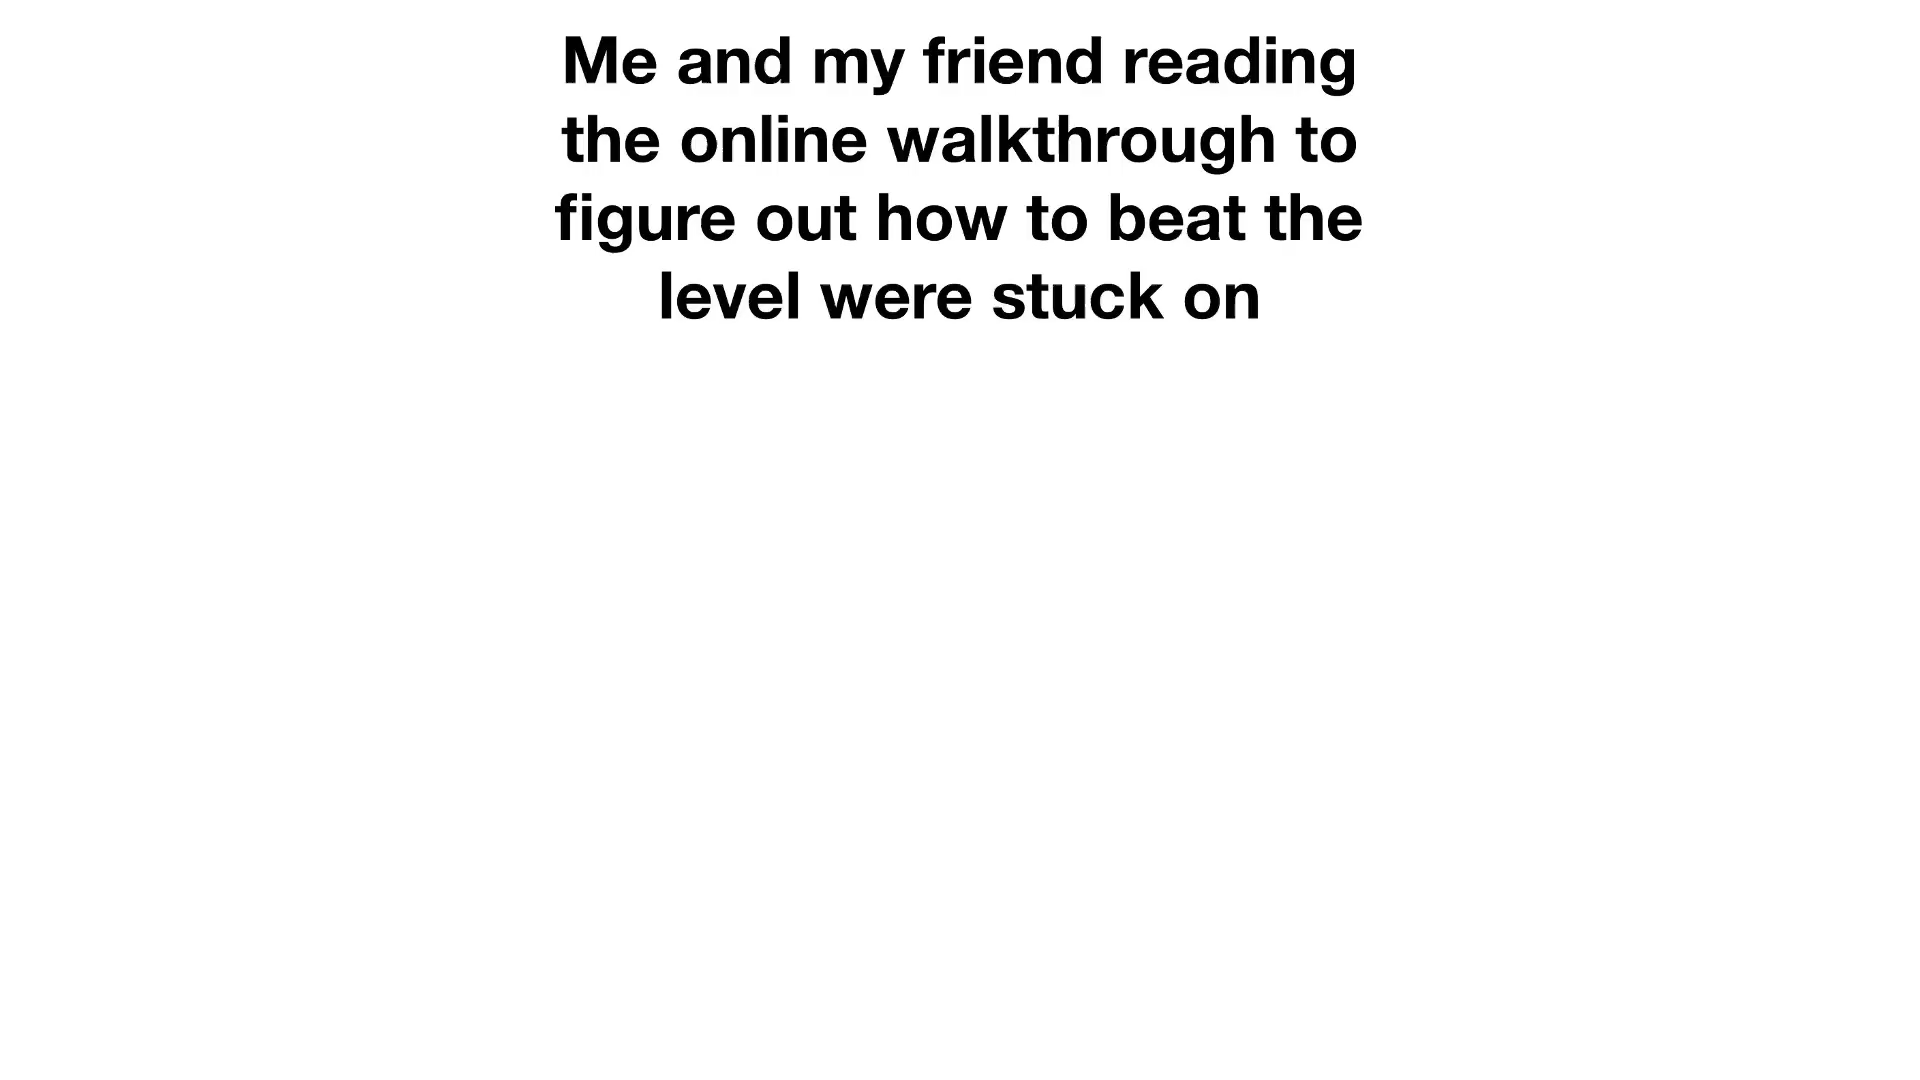 Me and my friend reading
the online walkthrough to
figure out how to beat the
level were stuck on